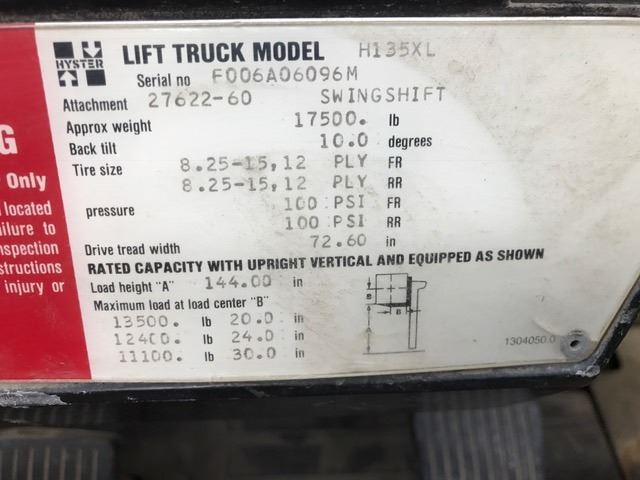 HYSTER
LIFT TRUCK MODEL H135XL
Serial no F006A06096M
Attachment 27622-60 SWINGSHIFT
Approx weight 17500. lb
Back tilt 10.0 degrees
Tire size 8.25-15,12 PLY FR
8.25-15,12 PLY RR
pressure 100 PSI FR
100 PSI RR
Drive tread width 72.60 in
RATED CAPACITY WITH UPRIGHT VERTICAL AND EQUIPPED AS SHOWN
Load height "A" 144.00 in
Maximum load at load center "B"
13500. lb 20.0 in
12400. lb 24.0 in
11100. lb 30.0 in
B
B
A
1304050.0
G
Only
located
ailure to
inspection
structions
injury or